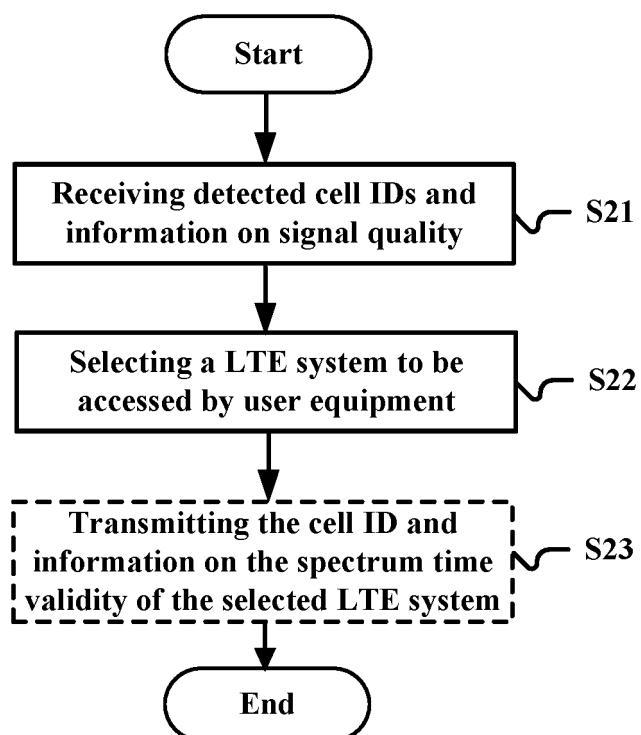 Start
Receiving detected cell IDs and
information on signal quality
S21
Selecting a LTE system to be
accessed by user equipment
S22
Transmitting the cell ID and
information on the spectrum time
validity of the selected LTE system
S23
End